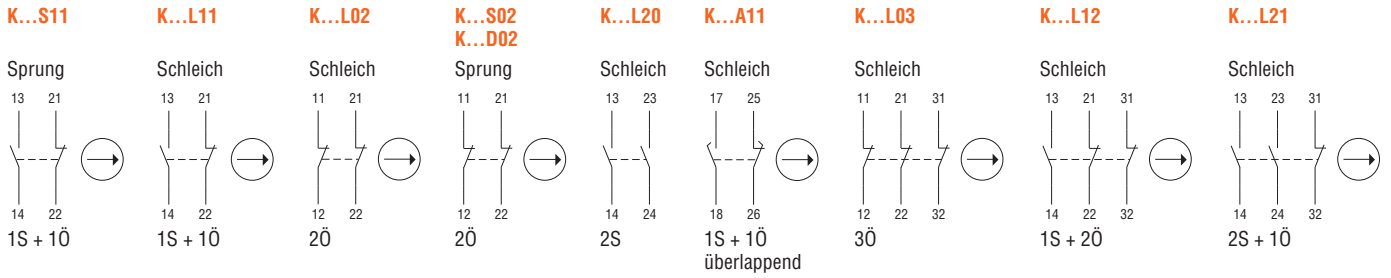 K...S11
Sprung
13 21
14 22
1S + 1Ö
K...L11
Schleich
13 21
14 22
1S + 1Ö
K...L02
Schleich
11 21
12 22
2Ö
K...S02
K...D02
Sprung
11 21
12 22
2Ö
K...L20
Schleich
13 23
14 24
2S
K...A11
Schleich
17 25
18 26
1S + 1Ö
überlappend
K...L03
Schleich
11 21 31
12 22 32
3Ö
K...L12
Schleich
13 21 31
14 22 32
1S + 2Ö
K...L21
Schleich
13 23 31
14 24 32
2S + 1Ö